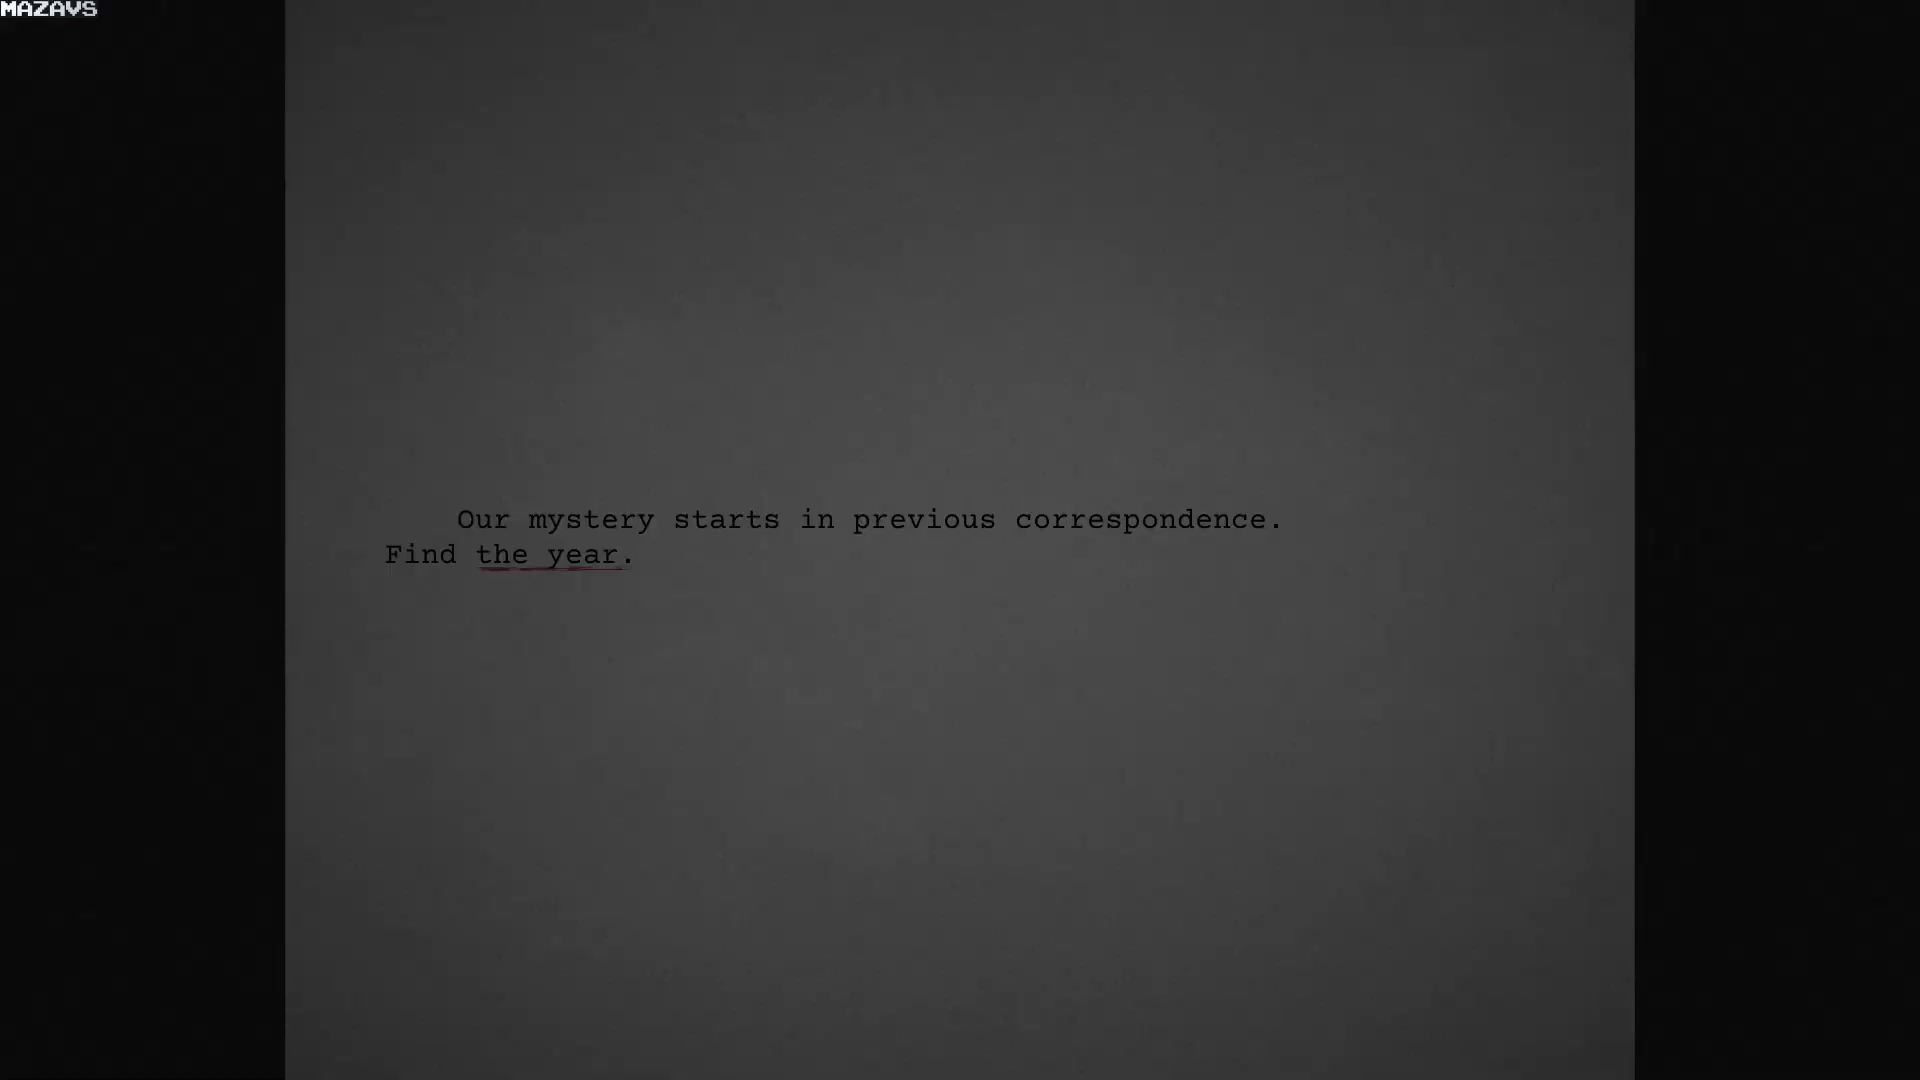 MAZAVS
Our mystery starts in previous correspondence.
Find the year.